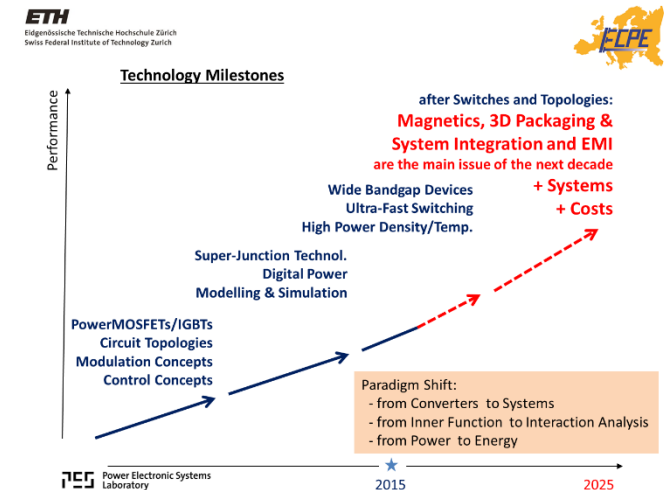 ETH
Eidgenössische Technische Hochschule Zürich
Swiss Federal Institute of Technology Zurich
ECPE
Technology Milestones
Performance
after Switches and Topologies:
Magnetics, 3D Packaging &
System Integration and EMI
are the main issue of the next decade
+ Systems
+ Costs
Wide Bandgap Devices
Ultra-Fast Switching
High Power Density/Temp.
Super-Junction Technol.
Digital Power
Modelling & Simulation
PowerMOSFETs/IGBTs
Circuit Topologies
Modulation Concepts
Control Concepts
Paradigm Shift:
- from Converters to Systems
- from Inner Function to Interaction Analysis
- from Power to Energy
PES Power Electronic Systems
Laboratory
2015
2025